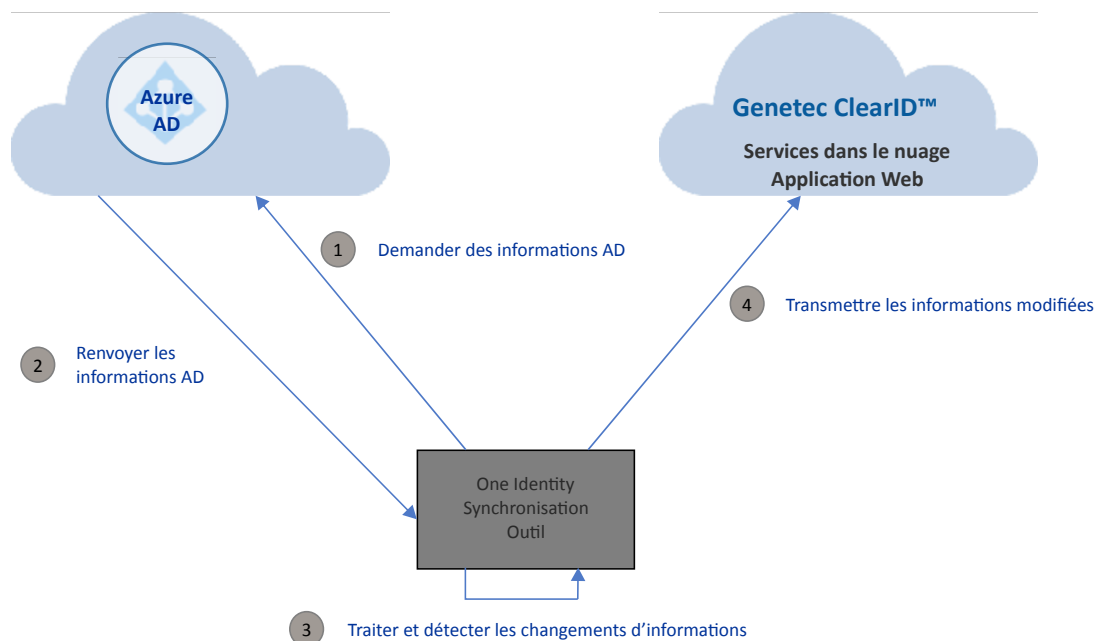 Azure
AD
Genetec ClearID™
Services dans le nuage
Application Web
1
Demander des informations AD
4
Transmettre les informations modifiées
2
Renvoyer les
informations AD
One Identity
Synchronisation
Outil
3
Traiter et détecter les changements d’informations